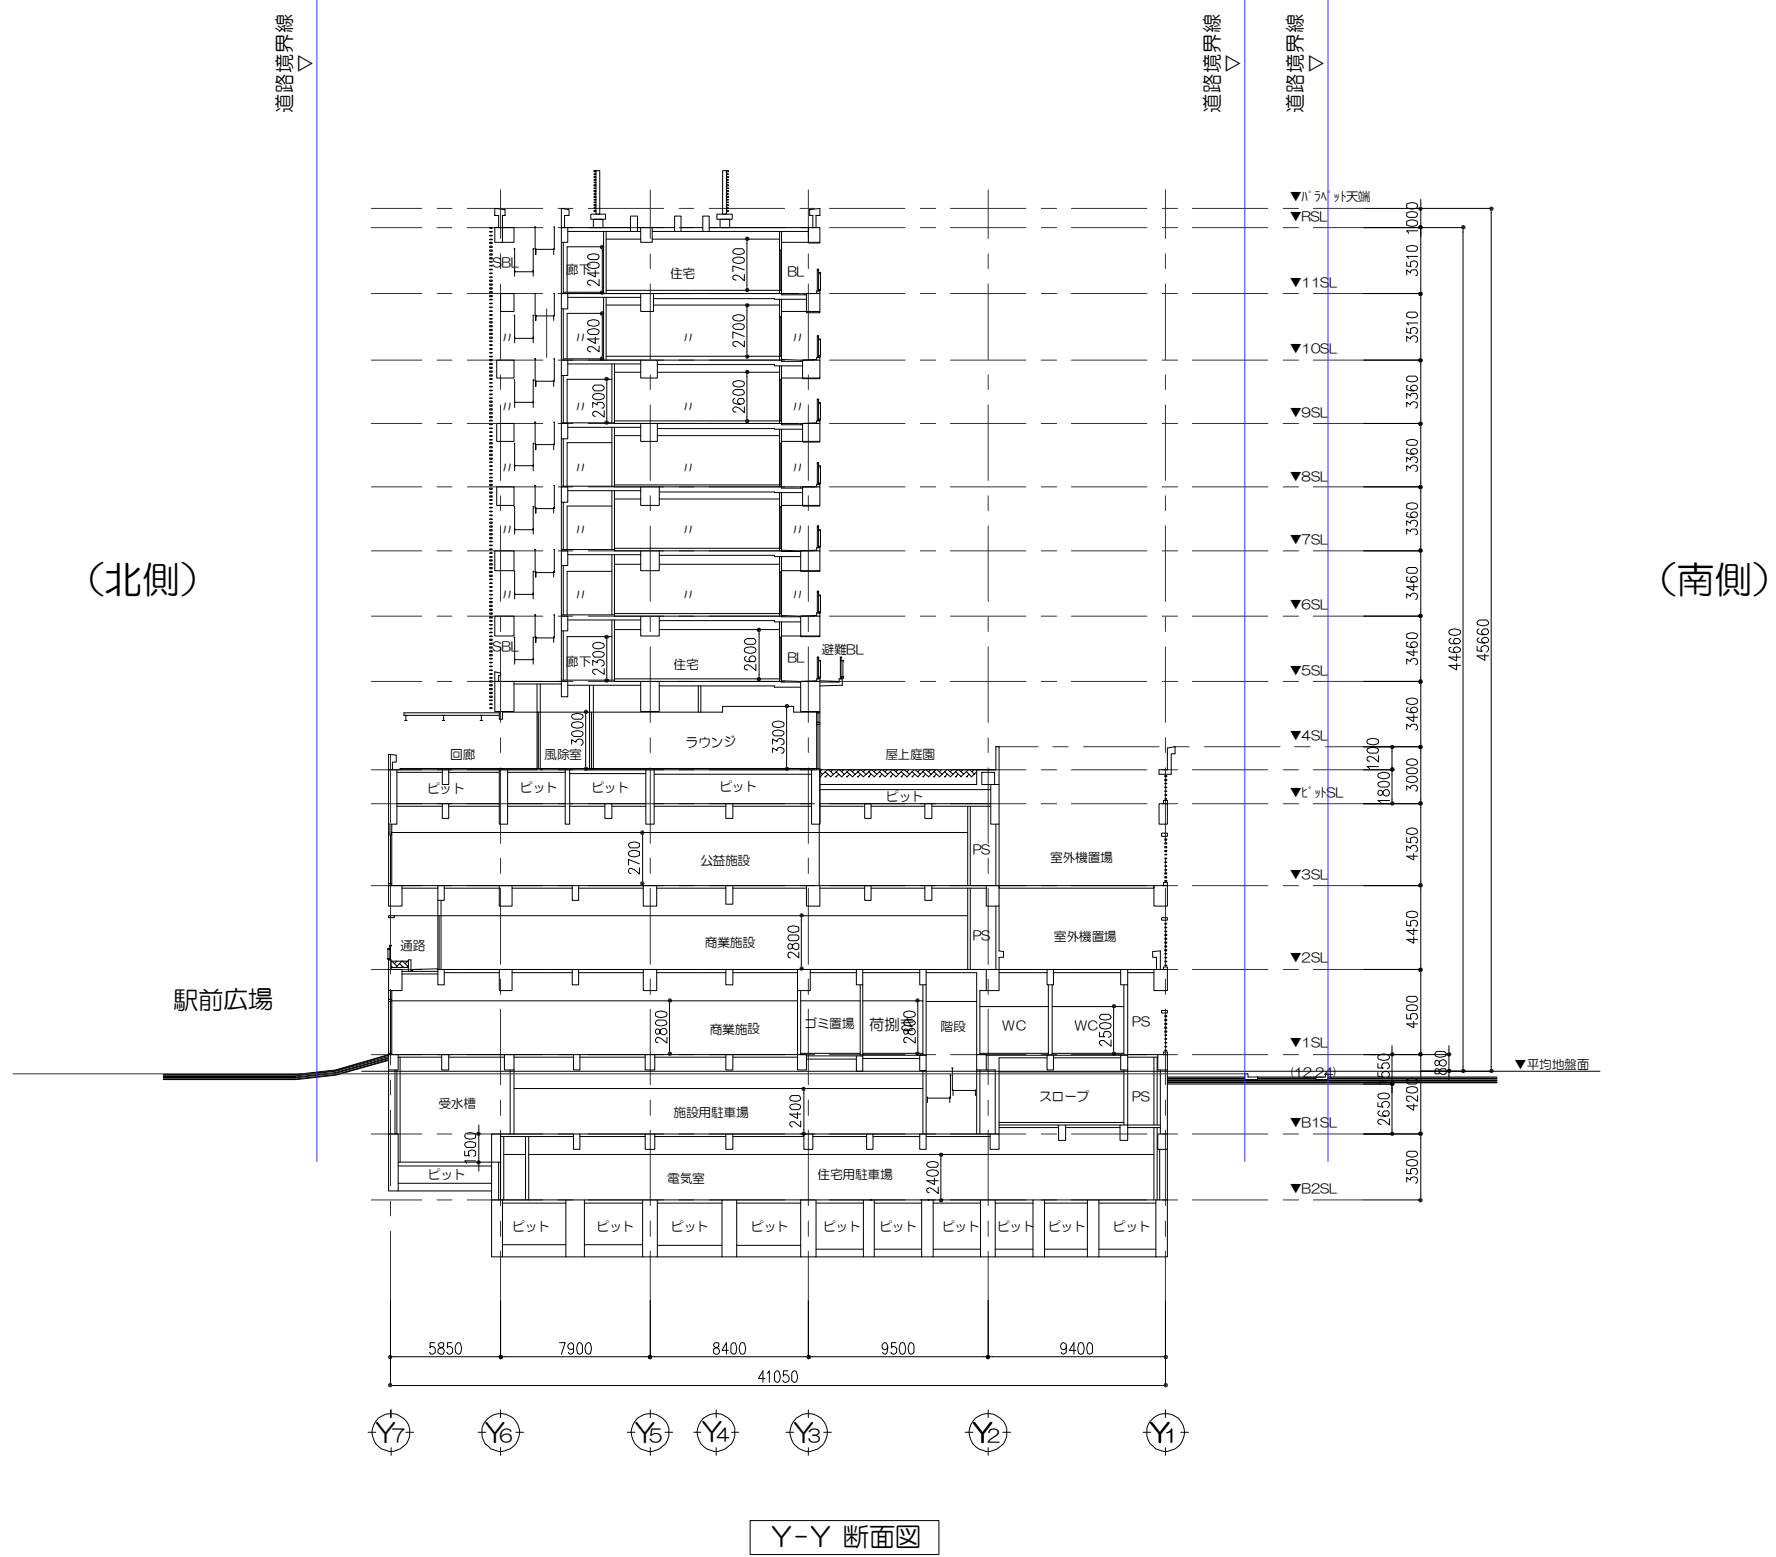 道路境界線
道路境界線
道路境界線
▼パラペット天端
▼RSL
1000
SBL
廊下
2400
住宅
2700
BL
3510
▼11SL
〃
〃
2400
〃
2700
〃
3510
▼10SL
〃
〃
2300
〃
2600
〃
3360
▼9SL
〃
〃
〃
〃
3360
▼8SL
〃
〃
〃
〃
3360
▼7SL
(北側)
(南側)
〃
〃
〃
〃
3460
▼6SL
SBL
廊下
2300
住宅
2600
BL
避難BL
3460
44660
45660
▼5SL
回廊
風除室
3000
ラウンジ
3300
屋上庭園
3460
▼4SL
1200
ピット
ピット
ピット
ピット
ピット
1800
3000
▼ピットSL
2700
公益施設
PS
室外機置場
4350
▼3SL
通路
商業施設
2800
PS
室外機置場
4450
▼2SL
駅前広場
2800
商業施設
ゴミ置場
荷捌き
2800
階段
WC
WC
2500
PS
4500
▼1SL
1550
880
▼平均地盤面
(12.24)
受水槽
施設用駐車場
2400
スロープ
PS
2650
4200
▼B1SL
1500
ピット
電気室
住宅用駐車場
2400
3500
▼B2SL
ピット
ピット
ピット
ピット
ピット
ピット
ピット
ピット
ピット
ピット
5850
7900
8400
9500
9400
41050
Y7
Y6
Y5
Y4
Y3
Y2
Y1
Y-Y 断面図